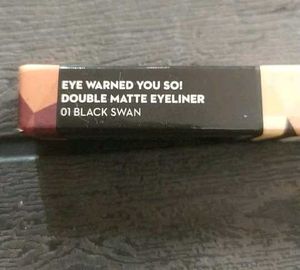 EYE WARNED YOU SO!
DOUBLE MATTE EYELINER
01 BLACK SWAN